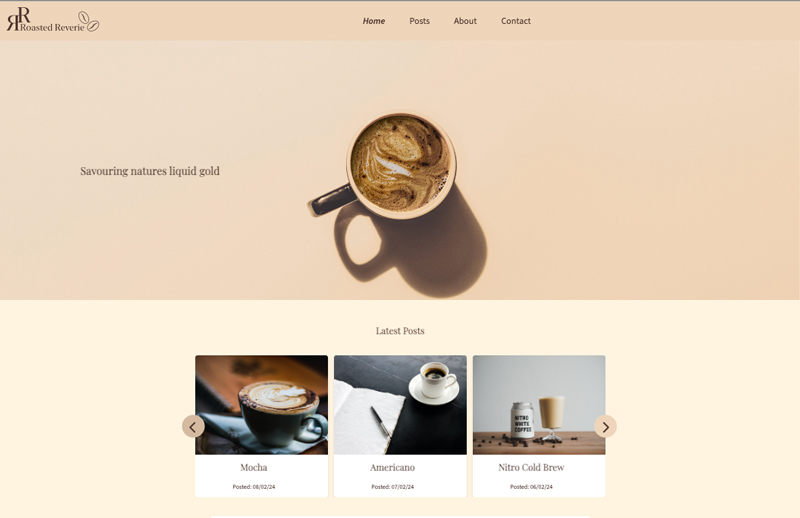 RR
Roasted Reverie
Home Posts About Contact
Savouring natures liquid gold
Latest Posts
NITRO
WHITE
COFFEE
Mocha Americano Nitro Cold Brew
Posted: 08/02/24 Posted: 07/02/24 Posted: 06/02/24